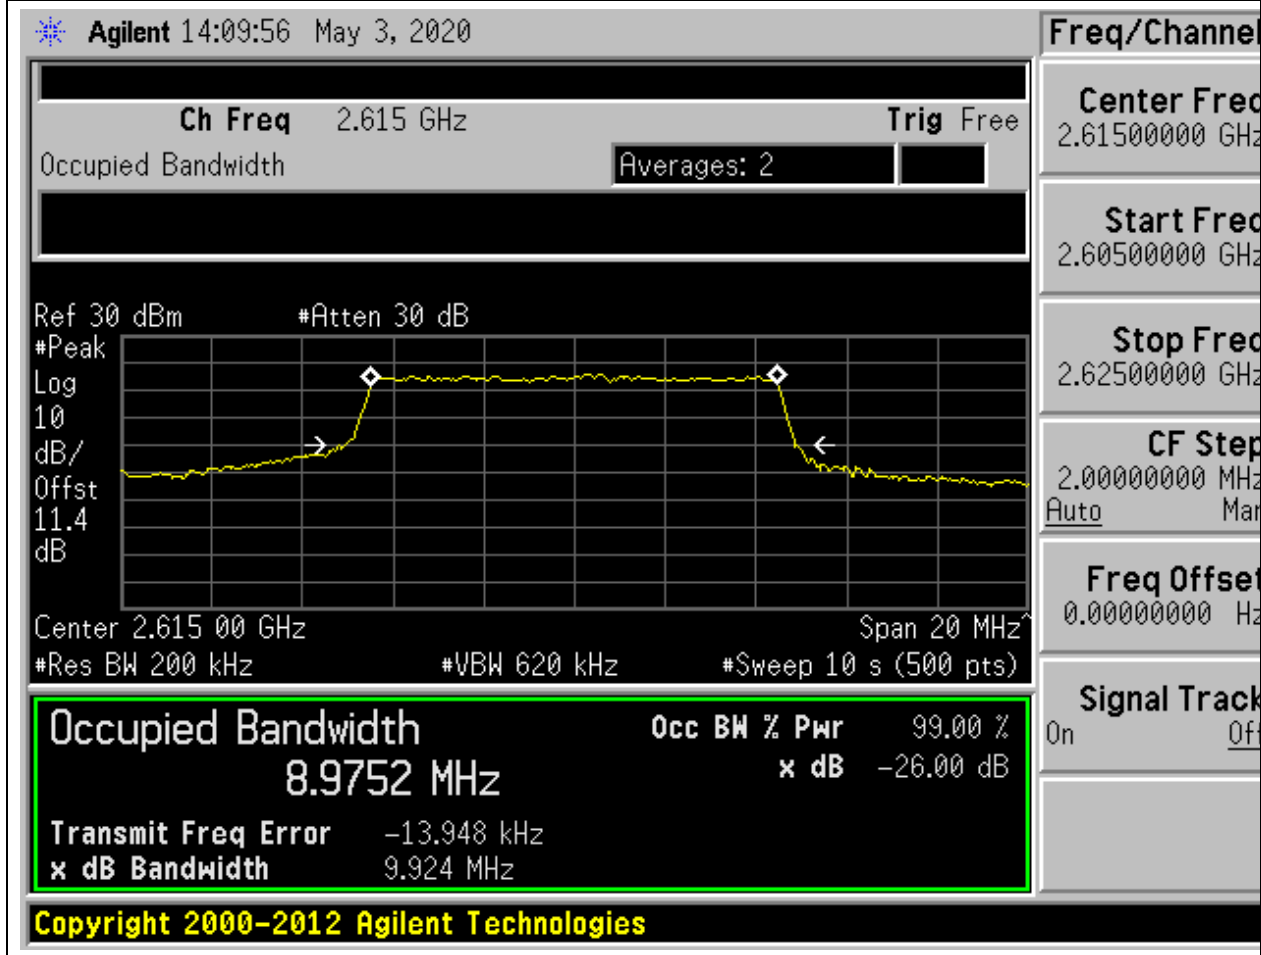 Agilent 14:09:56 May 3, 2020
Freq/Channel
Ch Freq 2.615 GHz Trig Free
Occupied Bandwidth Averages: 2
Center Freq
2.61500000 GHz
Start Freq
2.60500000 GHz
Stop Freq
2.62500000 GHz
CF Step
2.00000000 MHz
Auto Man
Freq Offset
0.00000000 Hz
Signal Track
On Off
Ref 30 dBm #Atten 30 dB
#Peak
Log
10
dB/
Offst
11.4
dB
Center 2.615 00 GHz Span 20 MHz^
#Res BW 200 kHz #VBW 620 kHz #Sweep 10 s (500 pts)
Occupied Bandwidth
8.9752 MHz
Occ BW % Pwr 99.00 %
x dB -26.00 dB
Transmit Freq Error -13.948 kHz
x dB Bandwidth 9.924 MHz
Copyright 2000-2012 Agilent Technologies